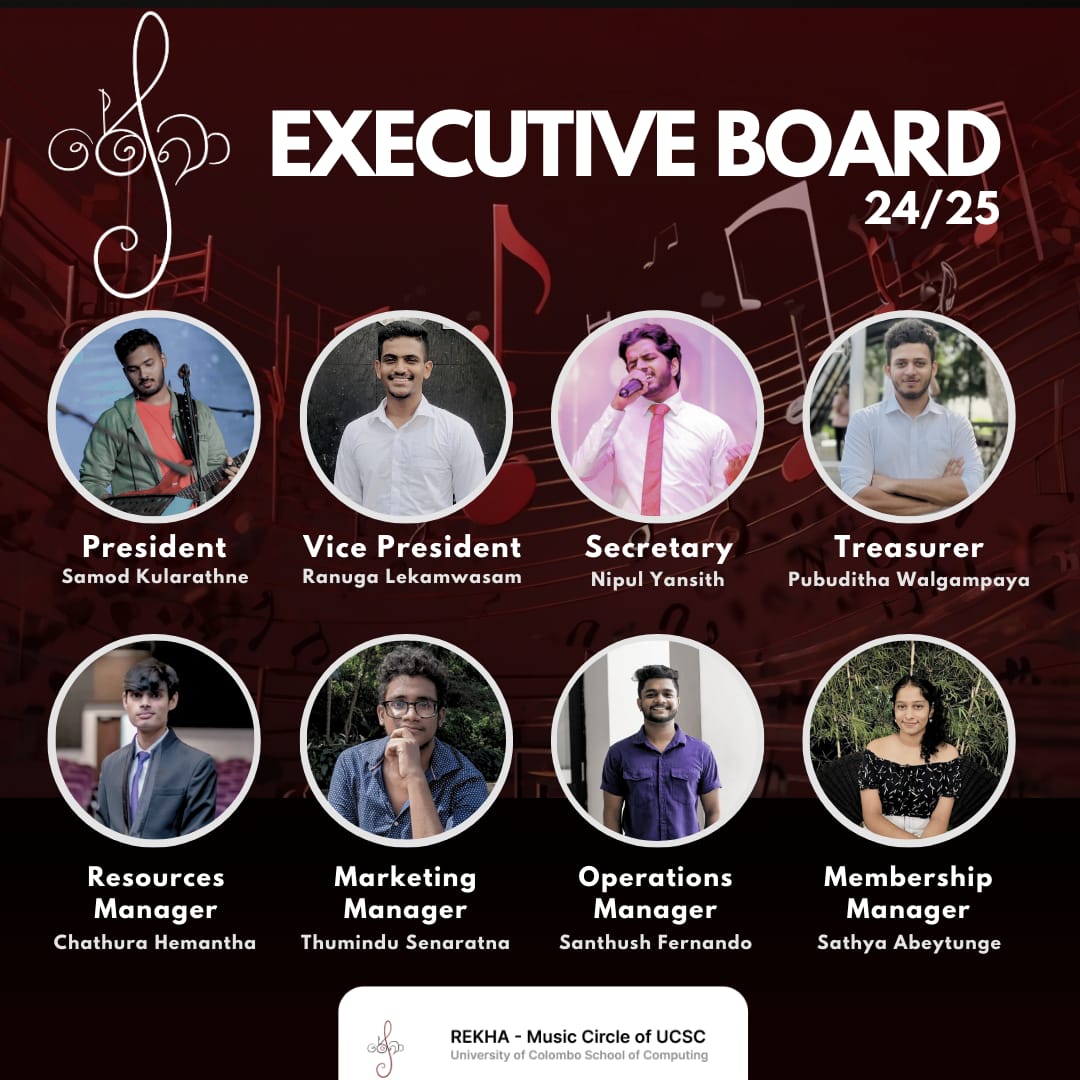 EXECUTIVE BOARD
24/25
President
Samod Kularathne
Vice President
Ranuga Lekamwasam
Secretary
Nipul Yansith
Treasurer
Pubuditha Walgampaya
Resources
Manager
Chathura Hemantha
Marketing
Manager
Thumindu Senaratna
Operations
Manager
Santhush Fernando
Membership
Manager
Sathya Abeytunge
REKHA - Music Circle of UCSC
University of Colombo School of Computing